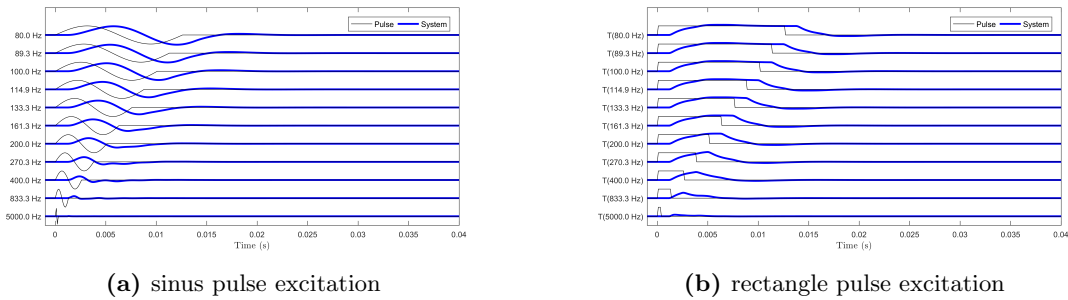 Pulse System
80.0 Hz
89.3 Hz
100.0 Hz
114.9 Hz
133.3 Hz
161.3 Hz
200.0 Hz
270.3 Hz
400.0 Hz
833.3 Hz
5000.0 Hz
0 0.005 0.01 0.015 0.02 0.025 0.03 0.035 0.04
Time (s)
(a) sinus pulse excitation
Pulse System
T(80.0 Hz)
T(89.3 Hz)
T(100.0 Hz)
T(114.9 Hz)
T(133.3 Hz)
T(161.3 Hz)
T(200.0 Hz)
T(270.3 Hz)
T(400.0 Hz)
T(833.3 Hz)
T(5000.0 Hz)
0 0.005 0.01 0.015 0.02 0.025 0.03 0.035 0.04
Time (s)
(b) rectangle pulse excitation